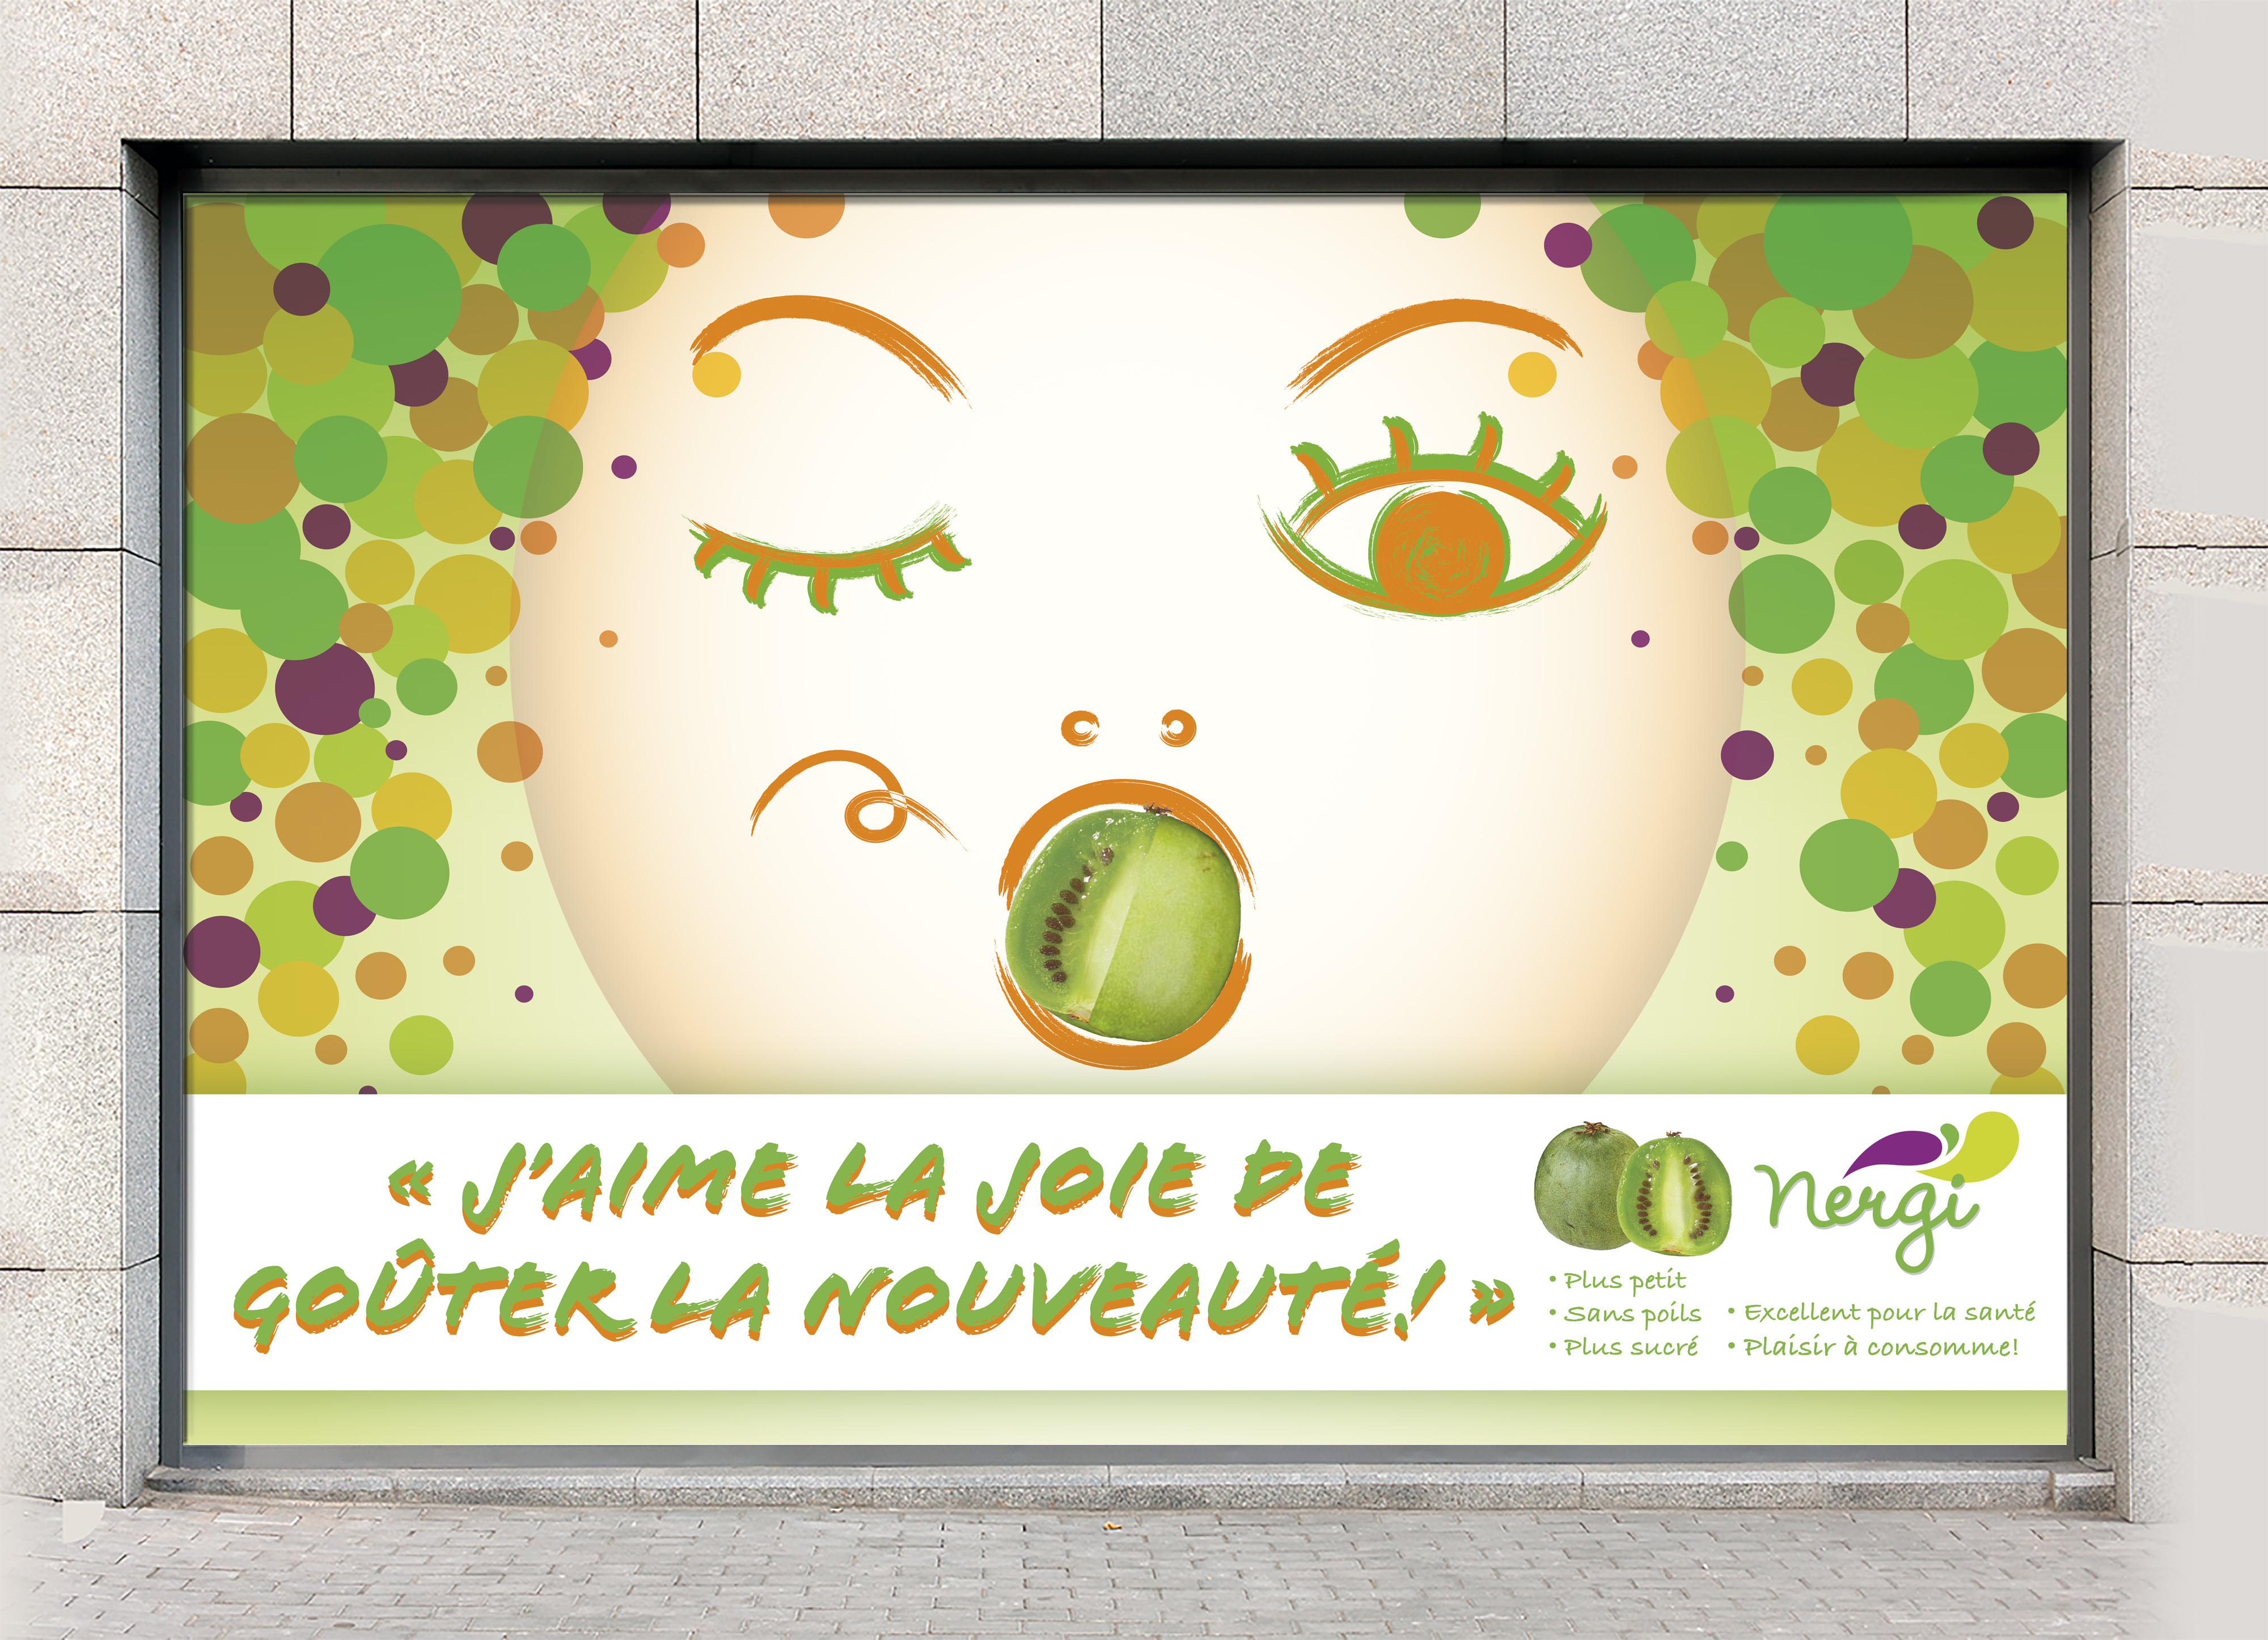 « J'AIME LA JOIE DE
GOÛTER LA NOUVEAUTÉ! »
nergi
• Plus petit
• Sans poils
• Plus sucré
• Excellent pour la santé
• Plaisir à consomme!